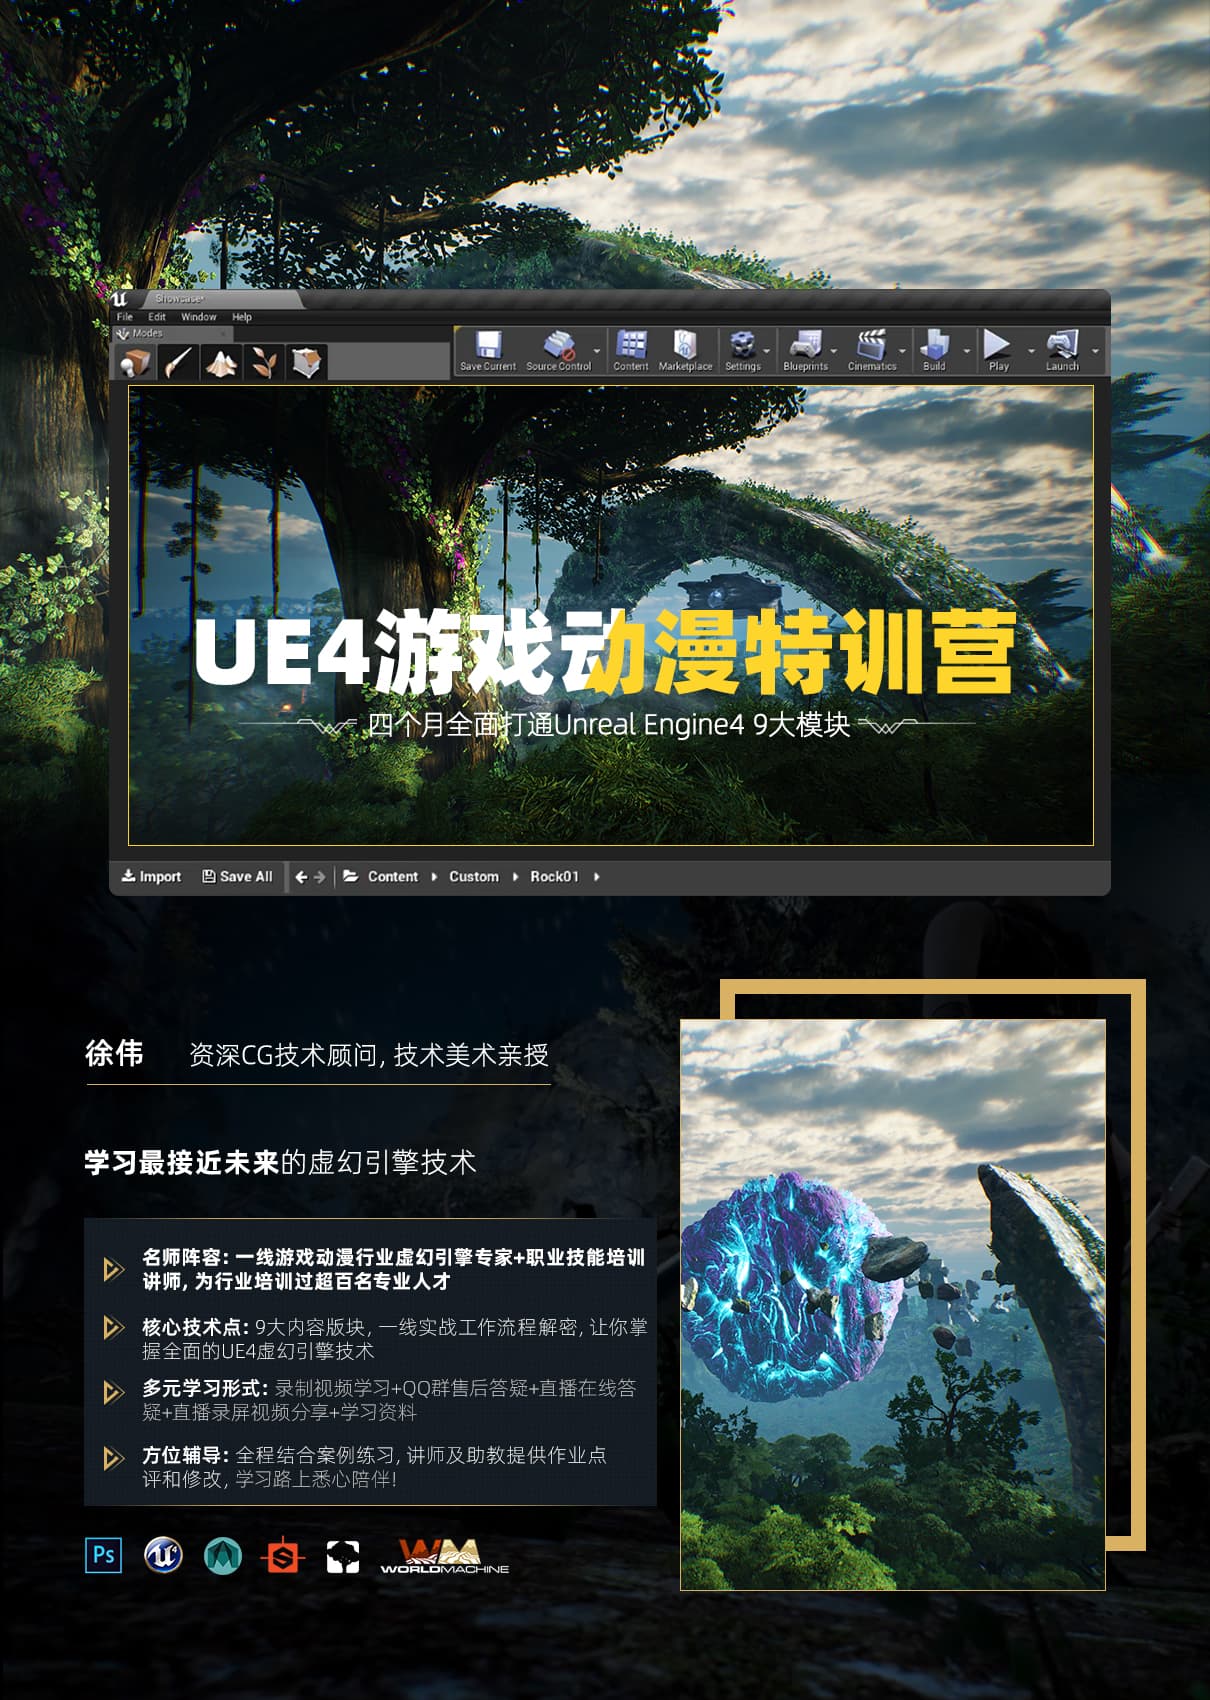 Showcase*
File Edit Window Help
Modes
Save Current Source Control Content Marketplace Settings Blueprints Cinematics Build Play Launch
UE4游戏动漫特训营
四个月全面打通Unreal Engine4 9大模块
Import Save All Content Custom Rock01
徐伟 资深CG技术顾问, 技术美术亲授
学习最接近未来的虚幻引擎技术
名师阵容: 一线游戏动漫行业虚幻引擎专家+职业技能培训
讲师, 为行业培训过超百名专业人才
核心技术点: 9大内容版块, 一线实战工作流程解密, 让你掌
握全面的UE4虚幻引擎技术
多元学习形式: 录制视频学习+QQ群售后答疑+直播在线答
疑+直播录屏视频分享+学习资料
方位辅导: 全程结合案例练习, 讲师及助教提供作业点
评和修改, 学习路上悉心陪伴!
Ps
WM
WORLDMACHINE